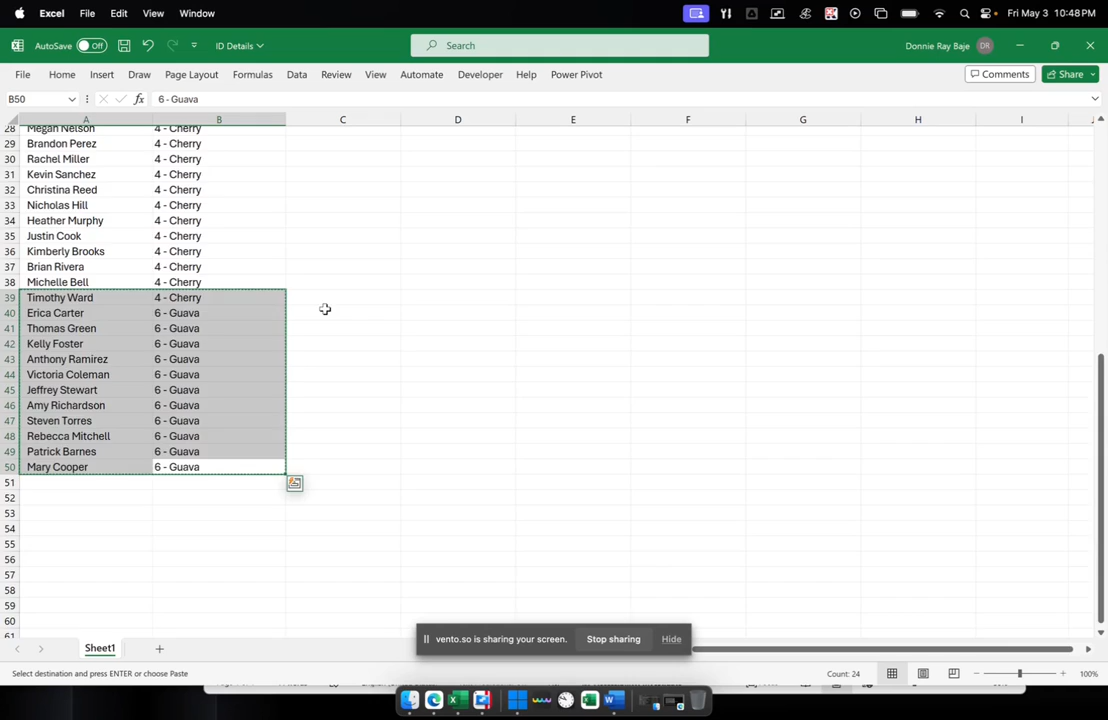 Excel File Edit View Window Fri May 3 10:48 PM
AutoSave Off ID Details Search Donnie Ray Baje DR
File Home Insert Draw Page Layout Formulas Data Review View Automate Developer Help Power Pivot Comments Share
B50 fx 6 - Guava
A B C D E F G H I J
28 Megan Nelson 4 - Cherry
29 Brandon Perez 4 - Cherry
30 Rachel Miller 4 - Cherry
31 Kevin Sanchez 4 - Cherry
32 Christina Reed 4 - Cherry
33 Nicholas Hill 4 - Cherry
34 Heather Murphy 4 - Cherry
35 Justin Cook 4 - Cherry
36 Kimberly Brooks 4 - Cherry
37 Brian Rivera 4 - Cherry
38 Michelle Bell 4 - Cherry
39 Timothy Ward 4 - Cherry
40 Erica Carter 6 - Guava
41 Thomas Green 6 - Guava
42 Kelly Foster 6 - Guava
43 Anthony Ramirez 6 - Guava
44 Victoria Coleman 6 - Guava
45 Jeffrey Stewart 6 - Guava
46 Amy Richardson 6 - Guava
47 Steven Torres 6 - Guava
48 Rebecca Mitchell 6 - Guava
49 Patrick Barnes 6 - Guava
50 Mary Cooper 6 - Guava
51
52
53
54
55
56
57
58
59
60
61
vento.so is sharing your screen. Stop sharing Hide
Sheet1
Select destination and press ENTER or choose Paste Count: 24 100%